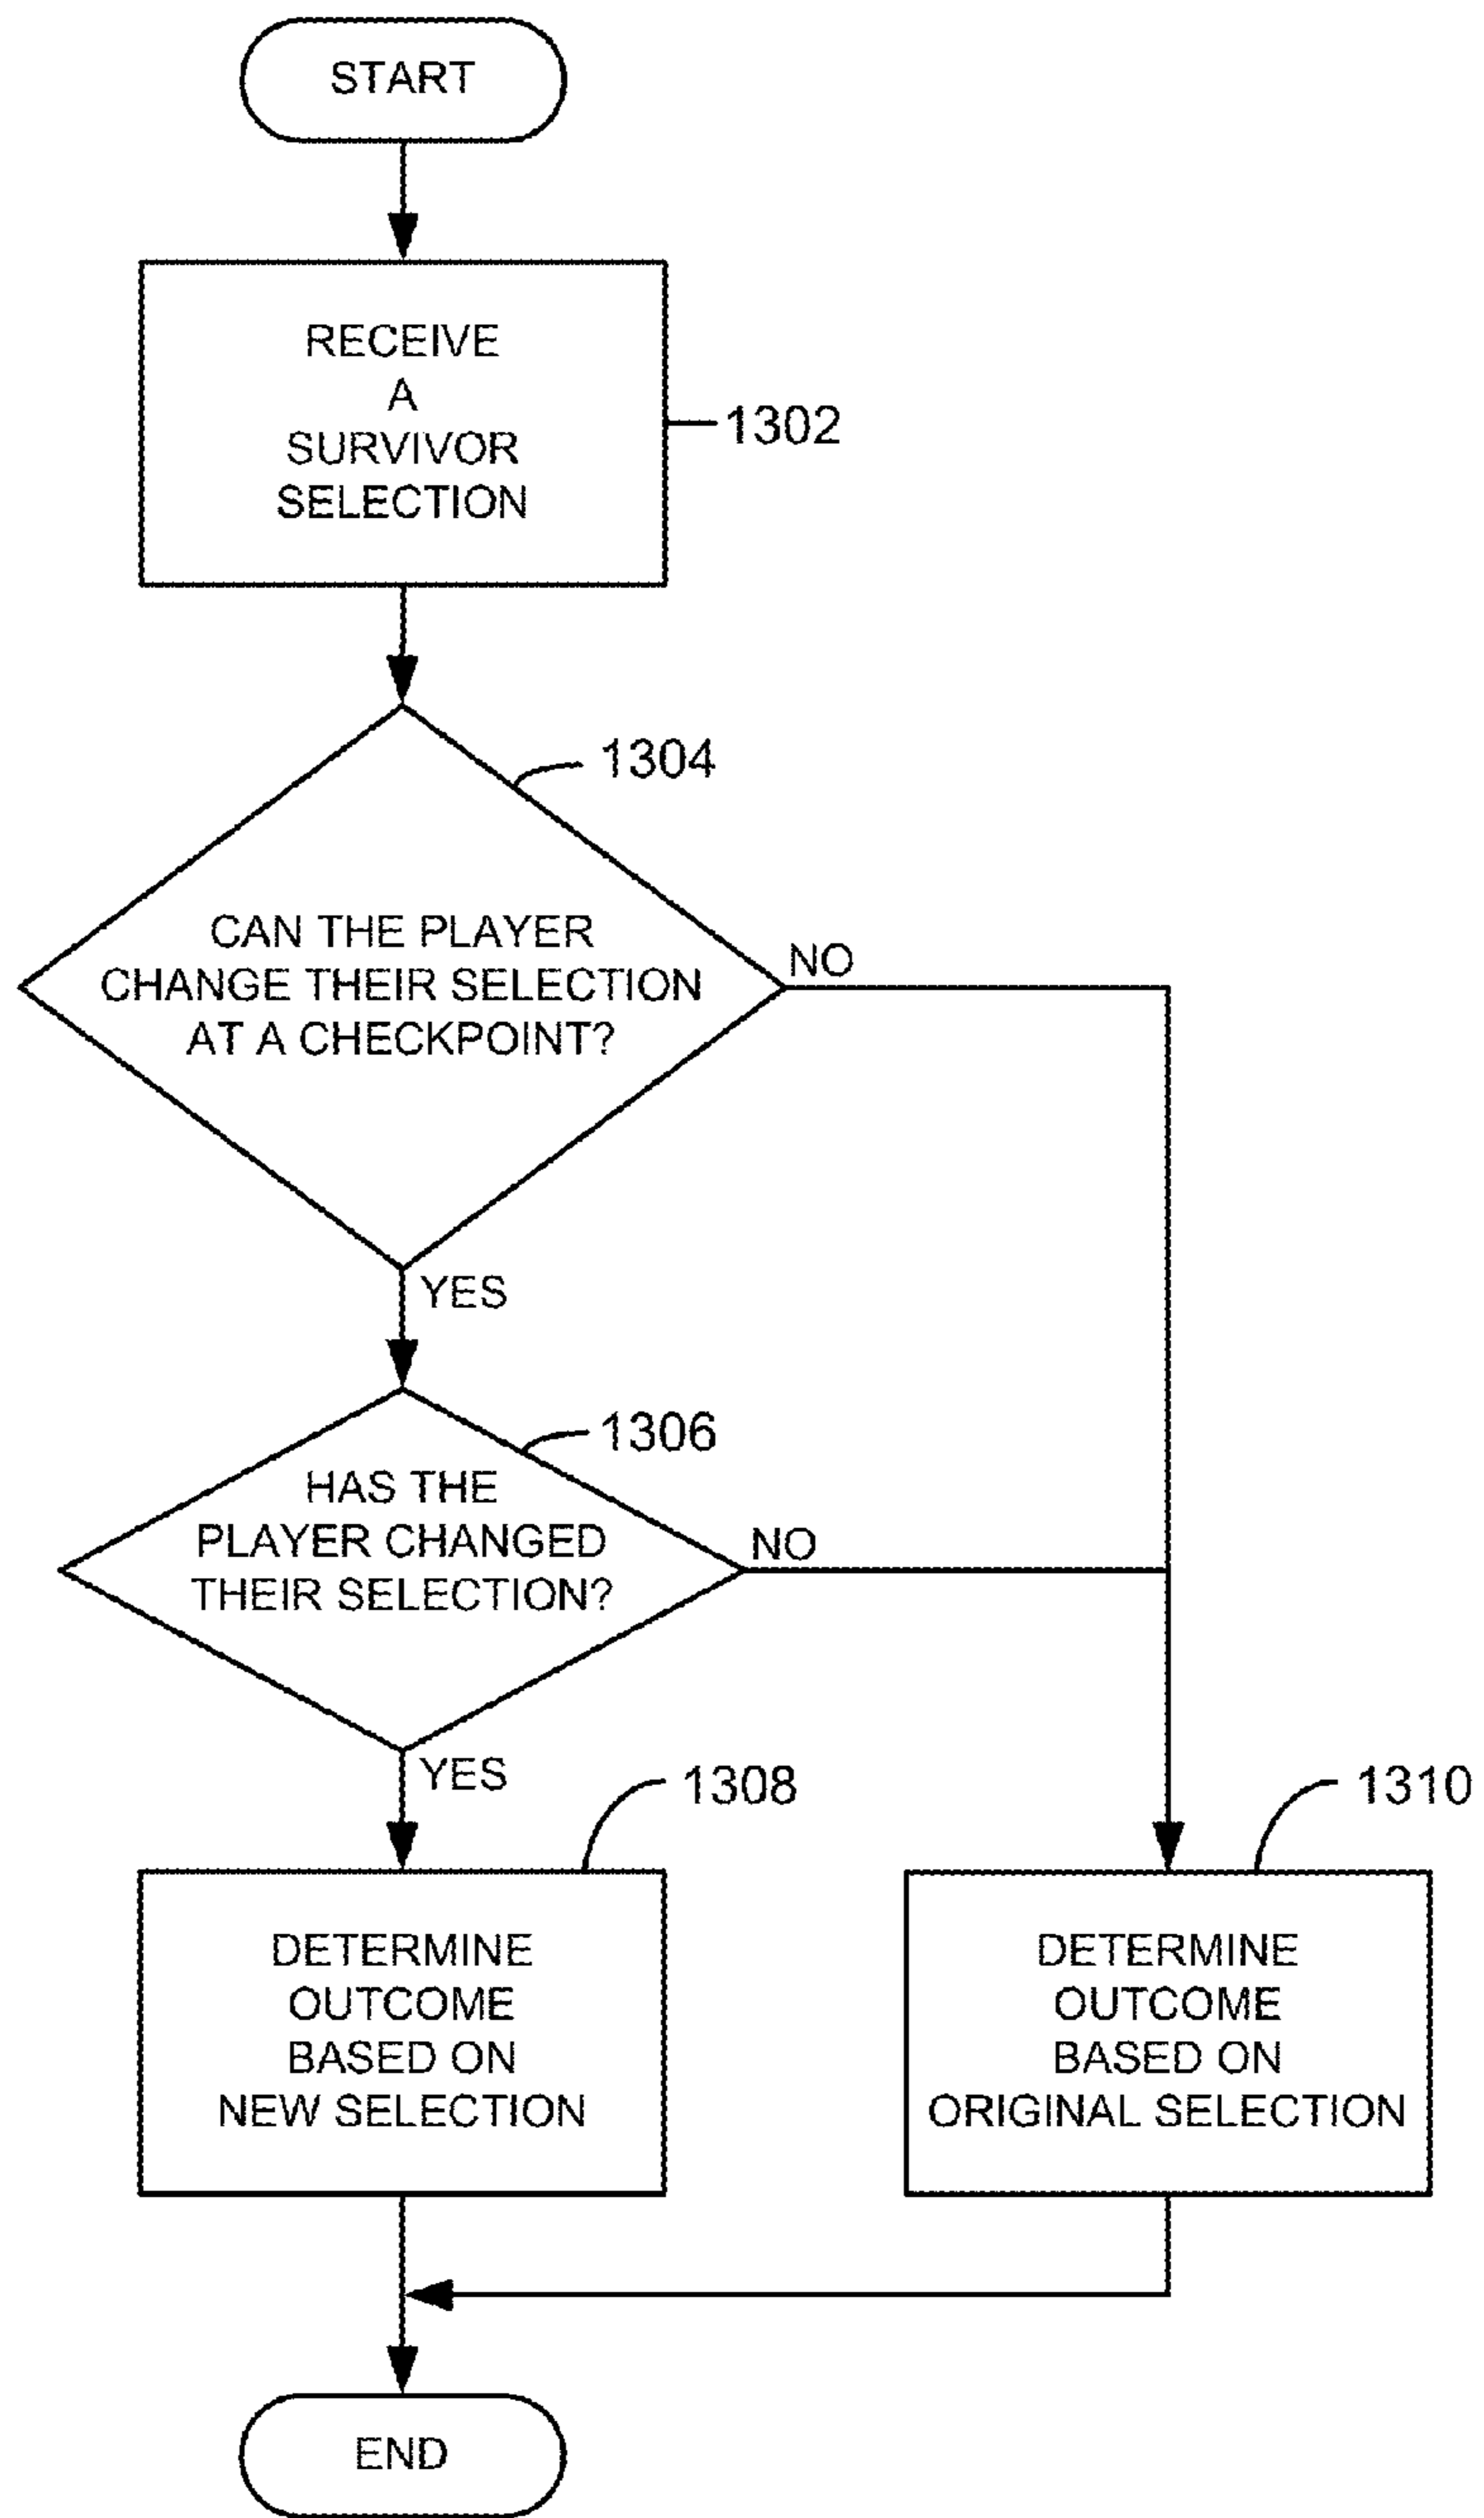 START
RECEIVE
A
SURVIVOR
SELECTION
1302
1304
CAN THE PLAYER
CHANGE THEIR SELECTION
AT A CHECKPOINT?
NO
YES
1306
HAS THE
PLAYER CHANGED
THEIR SELECTION?
NO
YES
1308
1310
DETERMINE
OUTCOME
BASED ON
NEW SELECTION
DETERMINE
OUTCOME
BASED ON
ORIGINAL SELECTION
END